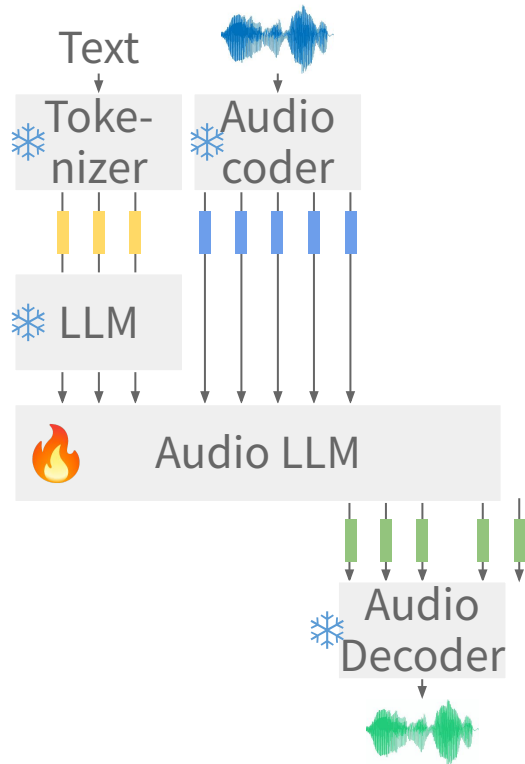 Text
Toke-
nizer
Audio
coder
LLM
Audio LLM
Audio
Decoder